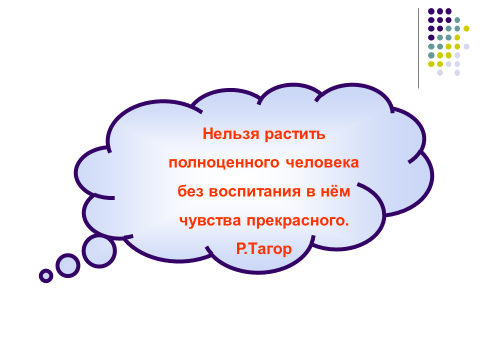 Нельзя растить
полноценного человека
без воспитания в нём
чувства прекрасного.
Р.Тагор